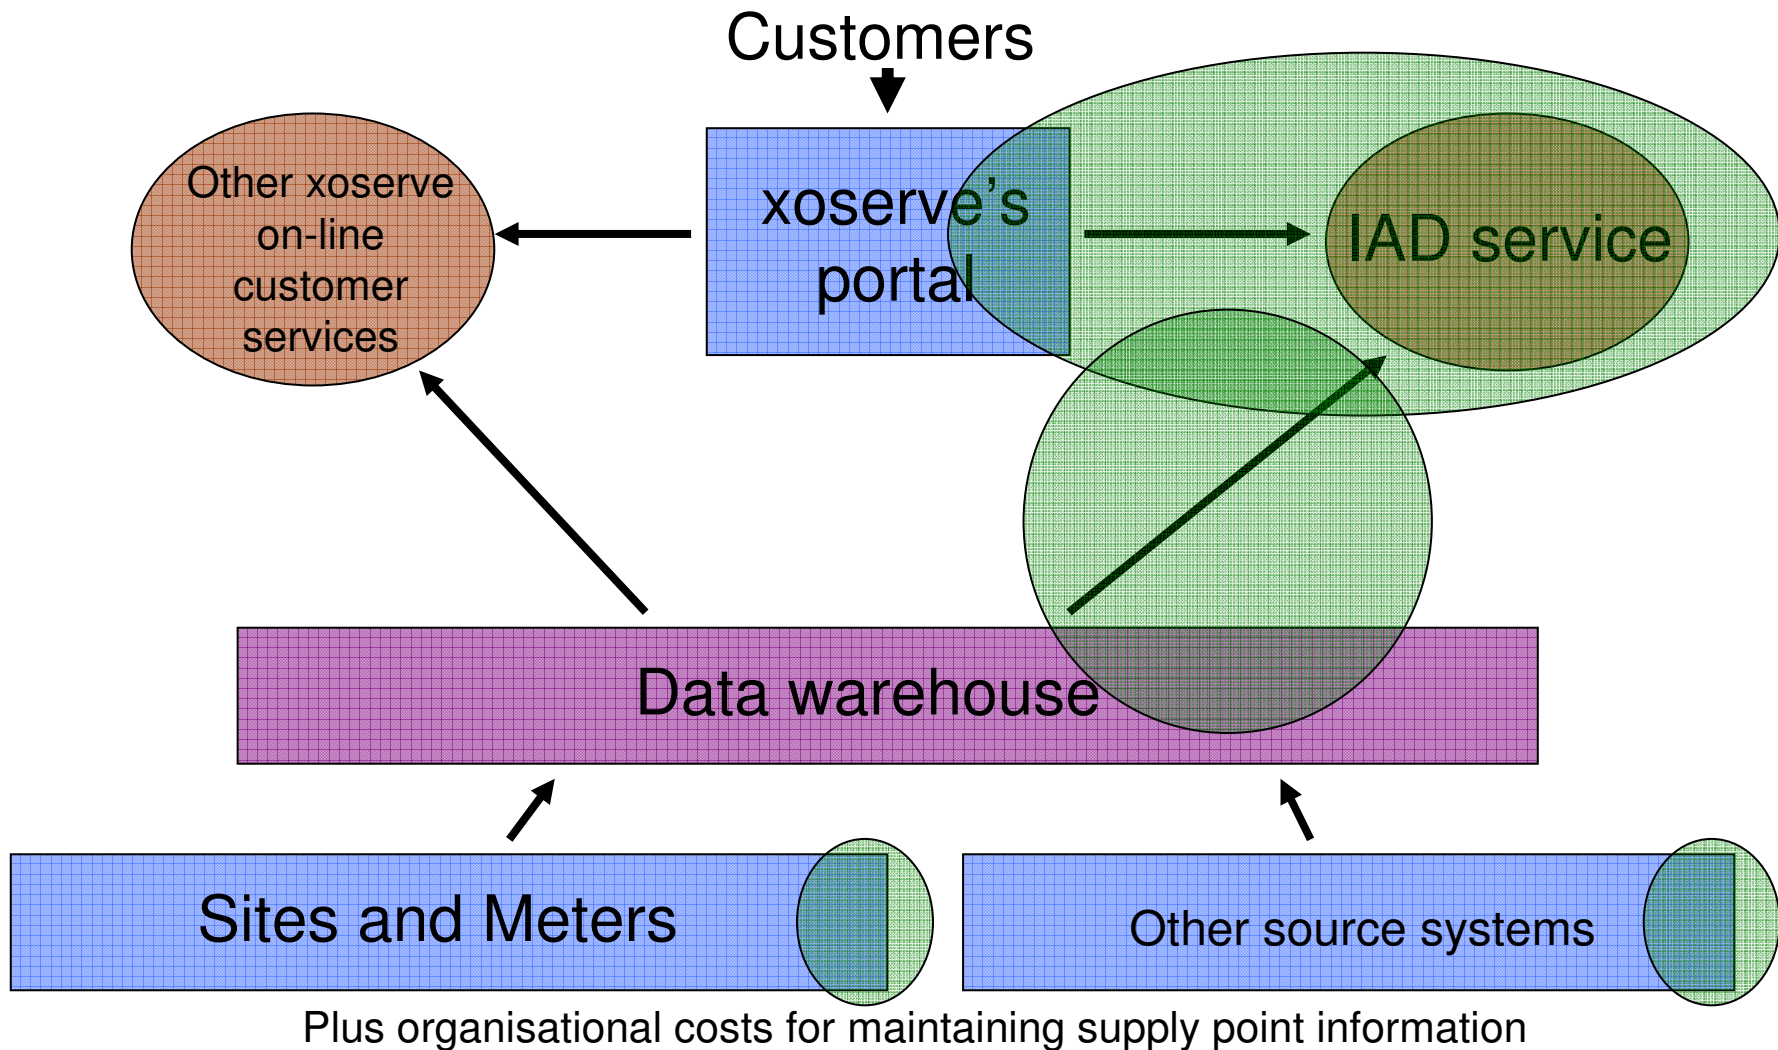 Customers
Other xoserve
on-line
customer
services
xoserve's
portal
IAD service
Data warehouse
Sites and Meters
Other source systems
Plus organisational costs for maintaining supply point information